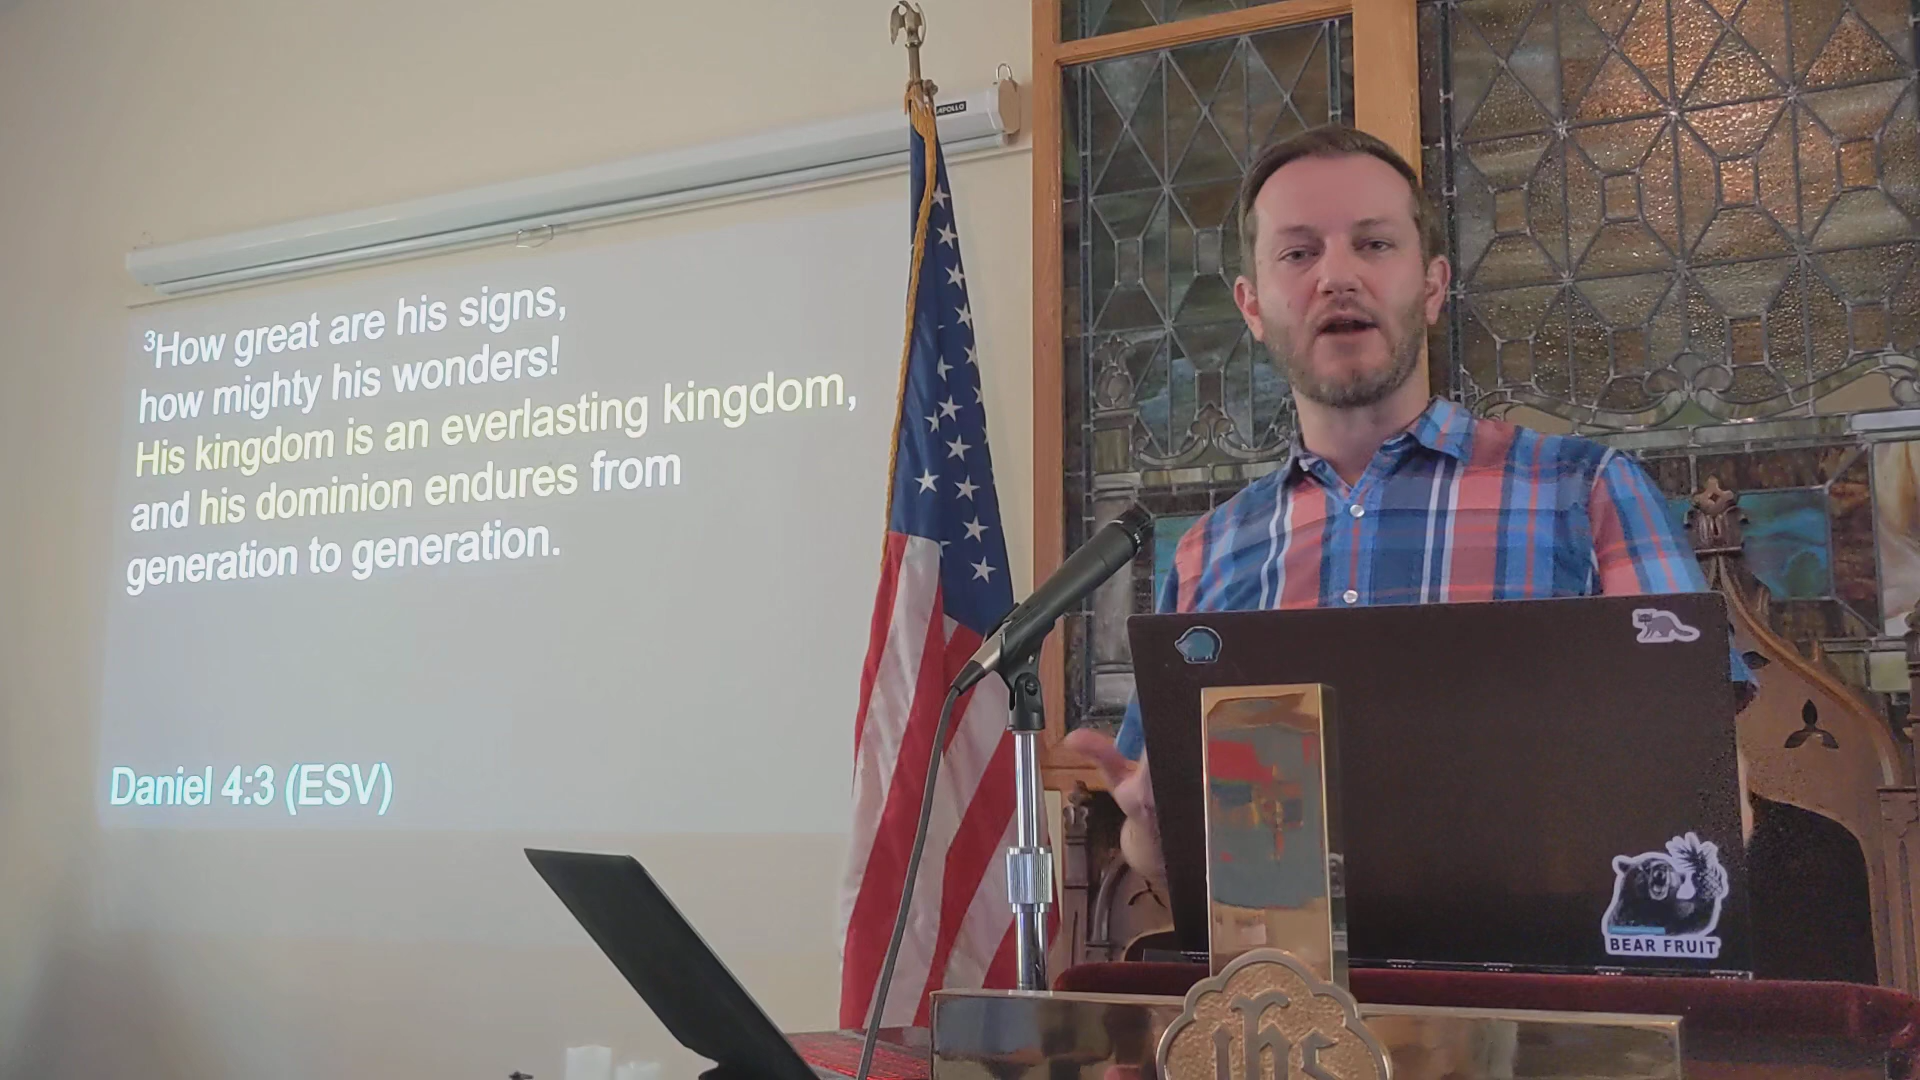 ³How great are his signs,
how mighty his wonders!
His kingdom is an everlasting kingdom,
and his dominion endures from
generation to generation.
Daniel 4:3 (ESV)
APOLLO
BEAR FRUIT
ihs